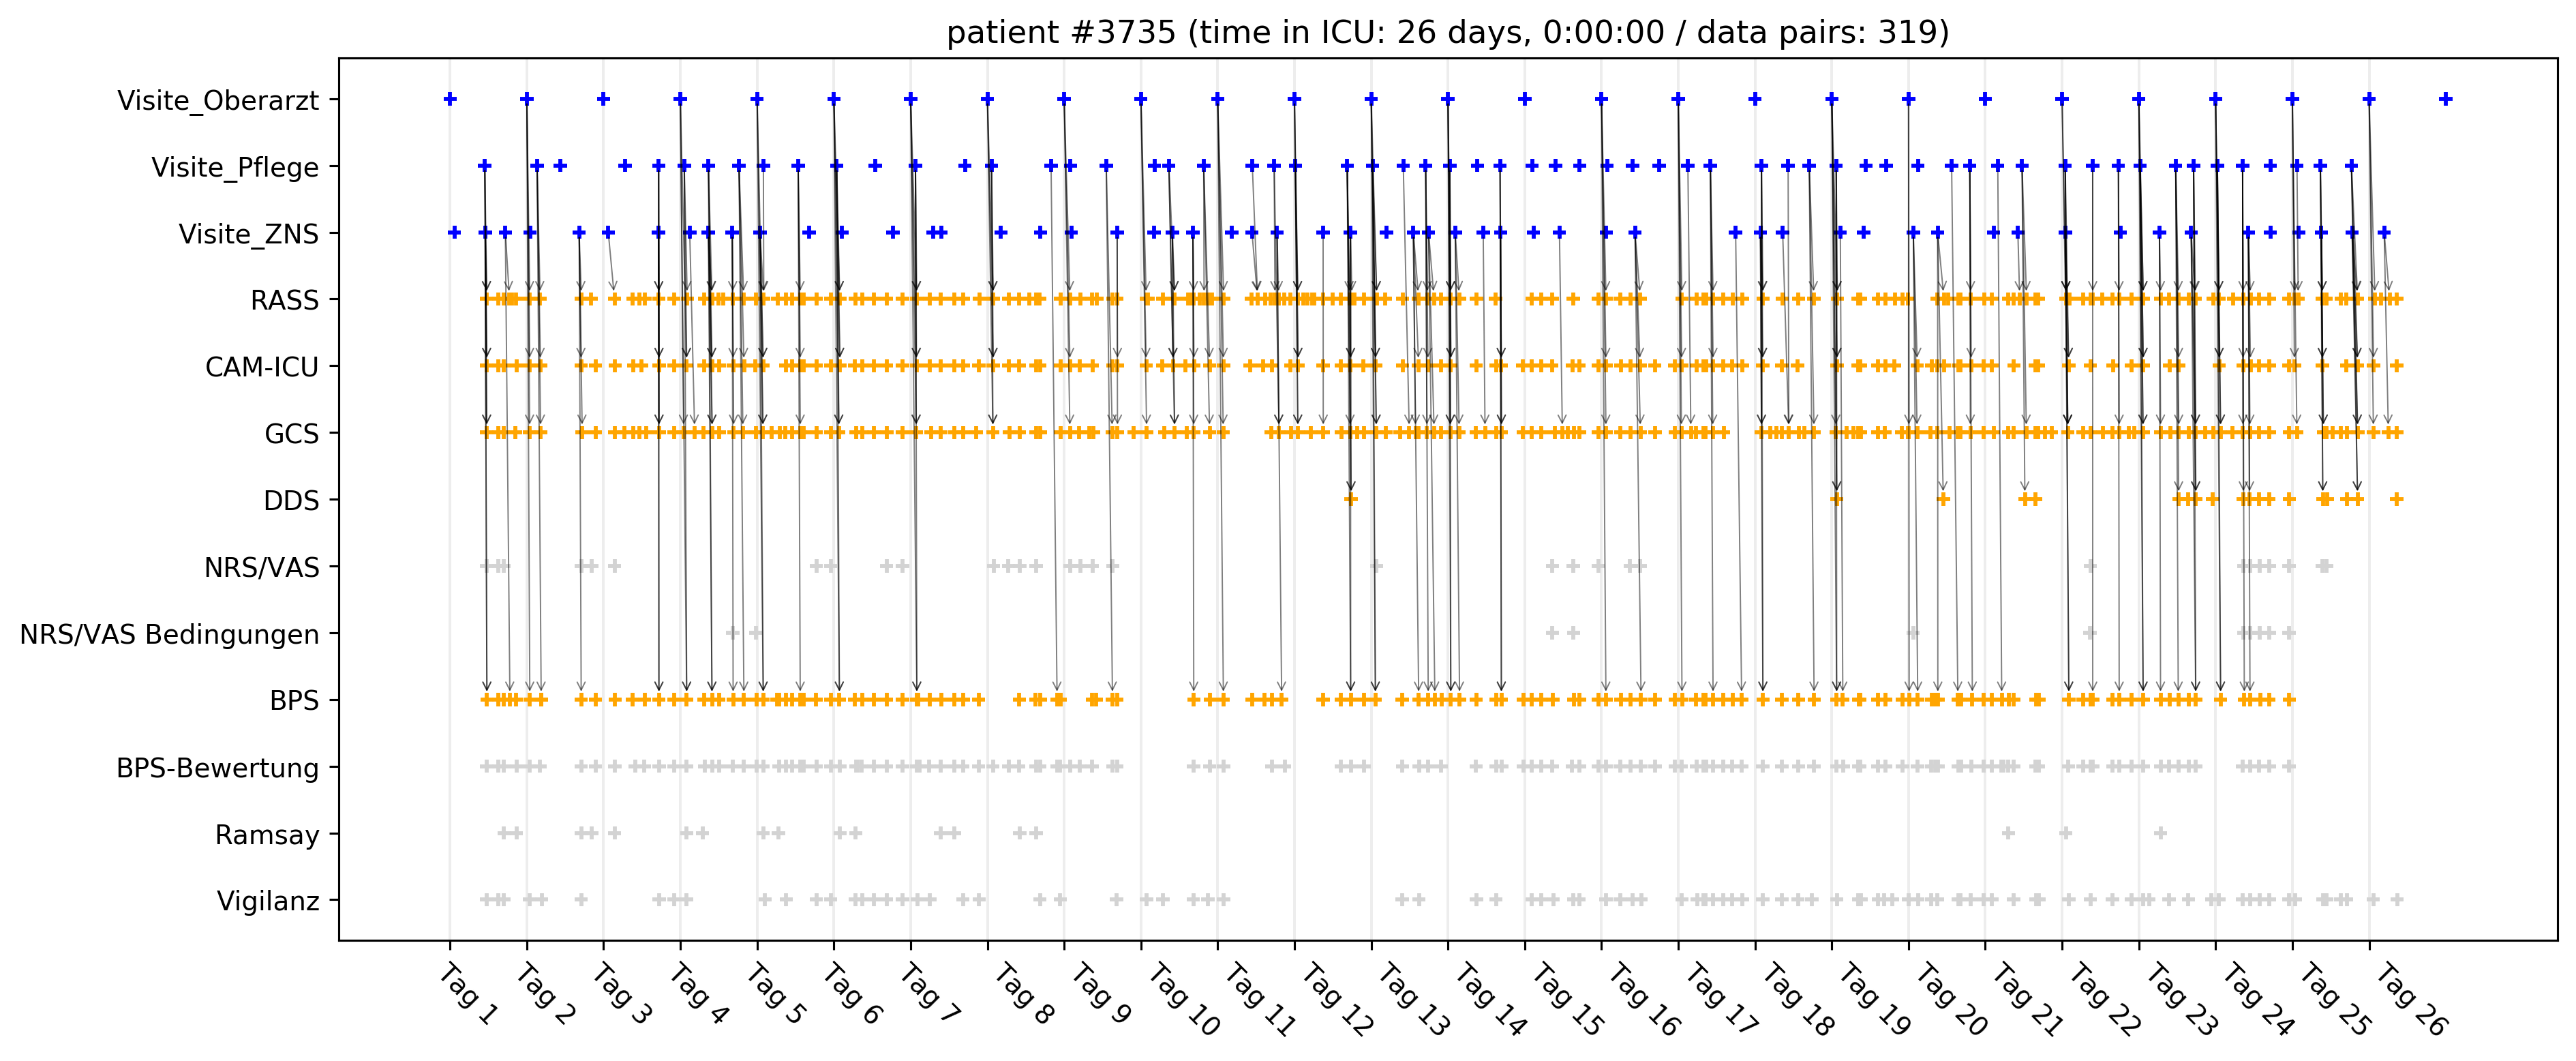 patient #3735 (time in ICU: 26 days, 0:00:00 / data pairs: 319)
Visite_Oberarzt
Visite_Pflege
Visite_ZNS
RASS
CAM-ICU
GCS
DDS
NRS/VAS
NRS/VAS Bedingungen
BPS
BPS-Bewertung
Ramsay
Vigilanz
Tag 1
Tag 2
Tag 3
Tag 4
Tag 5
Tag 6
Tag 7
Tag 8
Tag 9
Tag 10
Tag 11
Tag 12
Tag 13
Tag 14
Tag 15
Tag 16
Tag 17
Tag 18
Tag 19
Tag 20
Tag 21
Tag 22
Tag 23
Tag 24
Tag 25
Tag 26